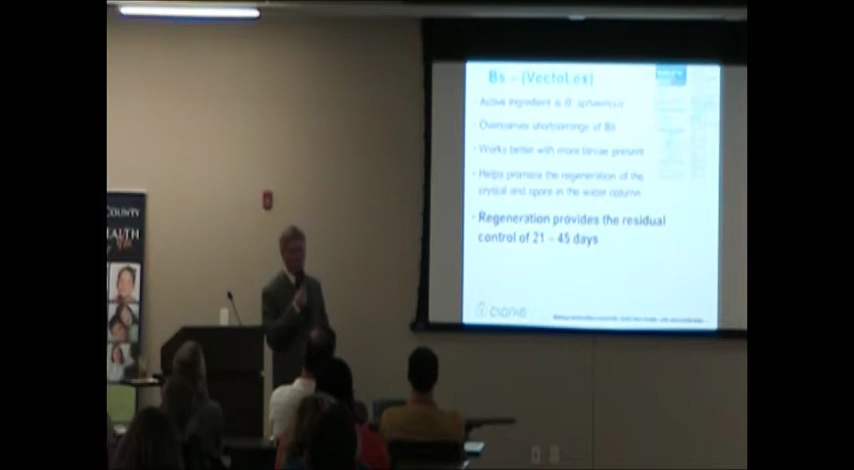 Bs – (VectoLex)
· Active ingredient is B. sphaericus
· Overcomes shortcomings of Bti
· Works better with more larvae present
· Helps promote the regeneration of the
crystal and spore in the water column
· Regeneration provides the residual
control of 21 – 45 days
clarke
COUNTY
EALTH